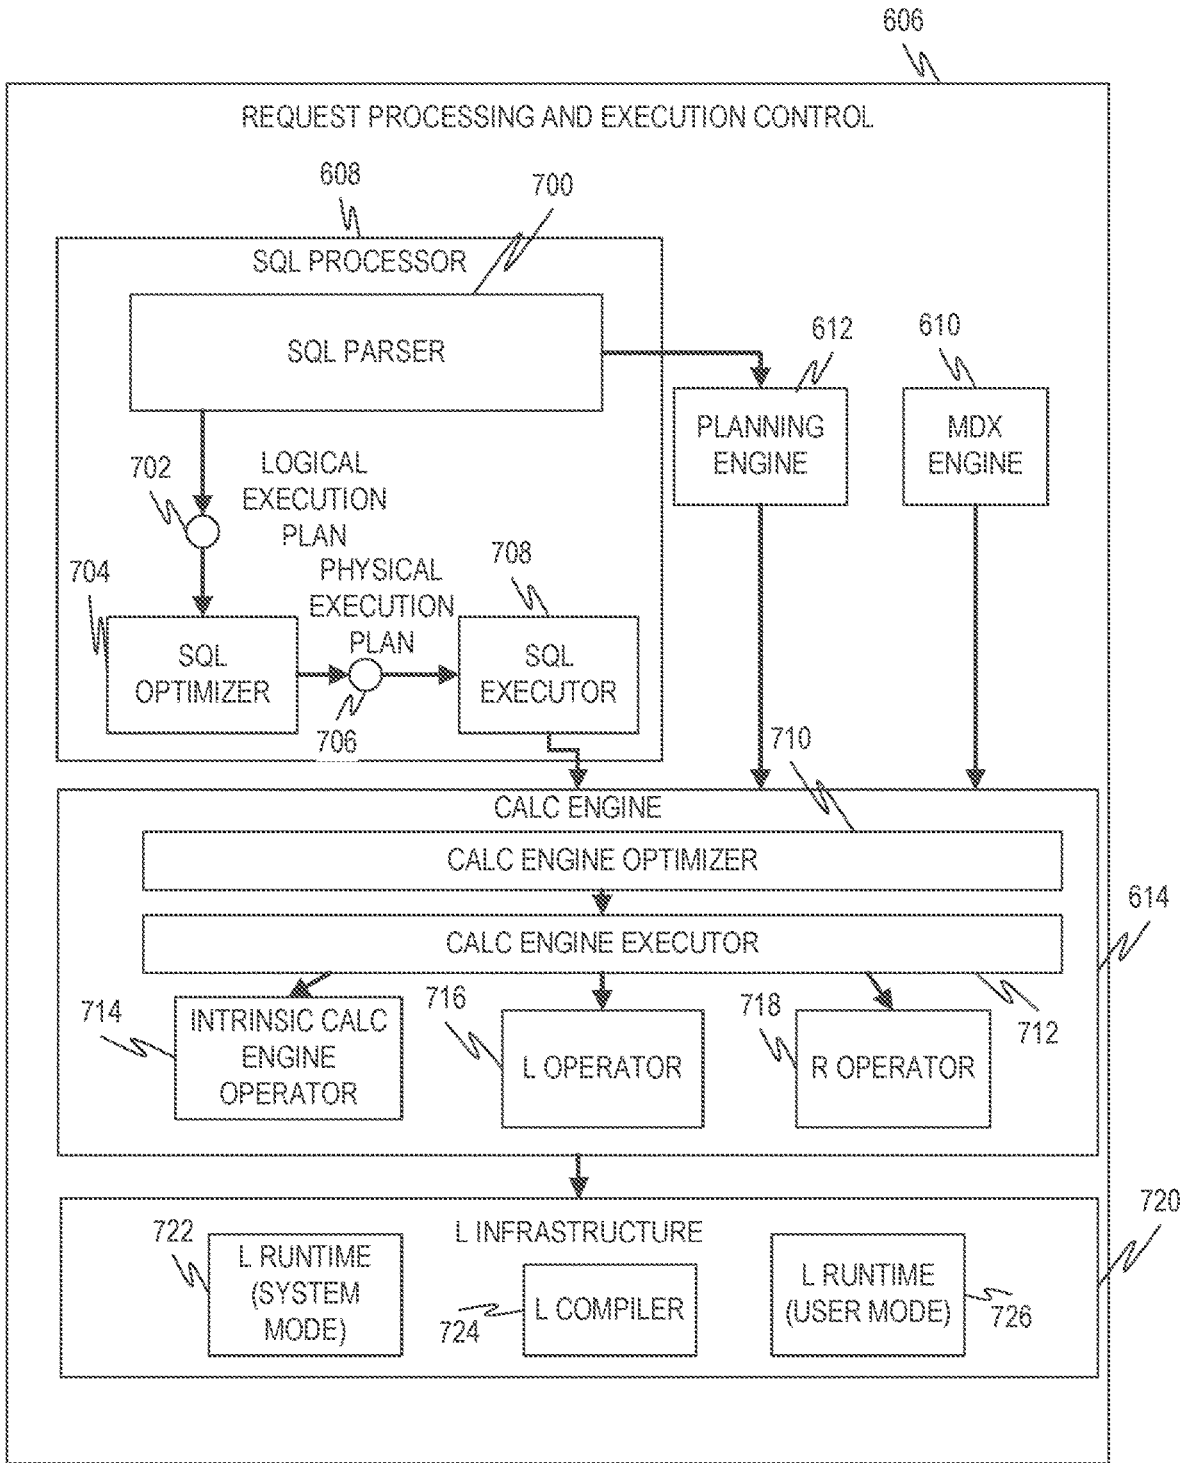 606
REQUEST PROCESSING AND EXECUTION CONTROL
608
700
SQL PROCESSOR
SQL PARSER
612
610
PLANNING
ENGINE
MDX
ENGINE
702
LOGICAL
EXECUTION
PLAN
704
PHYSICAL
EXECUTION
PLAN
708
SQL
OPTIMIZER
SQL
EXECUTOR
706
710
CALC ENGINE
CALC ENGINE OPTIMIZER
614
CALC ENGINE EXECUTOR
714
INTRINSIC CALC
ENGINE
OPERATOR
716
L OPERATOR
718
R OPERATOR
712
720
L INFRASTRUCTURE
722
L RUNTIME
(SYSTEM
MODE)
724
L COMPILER
L RUNTIME
(USER MODE)
726